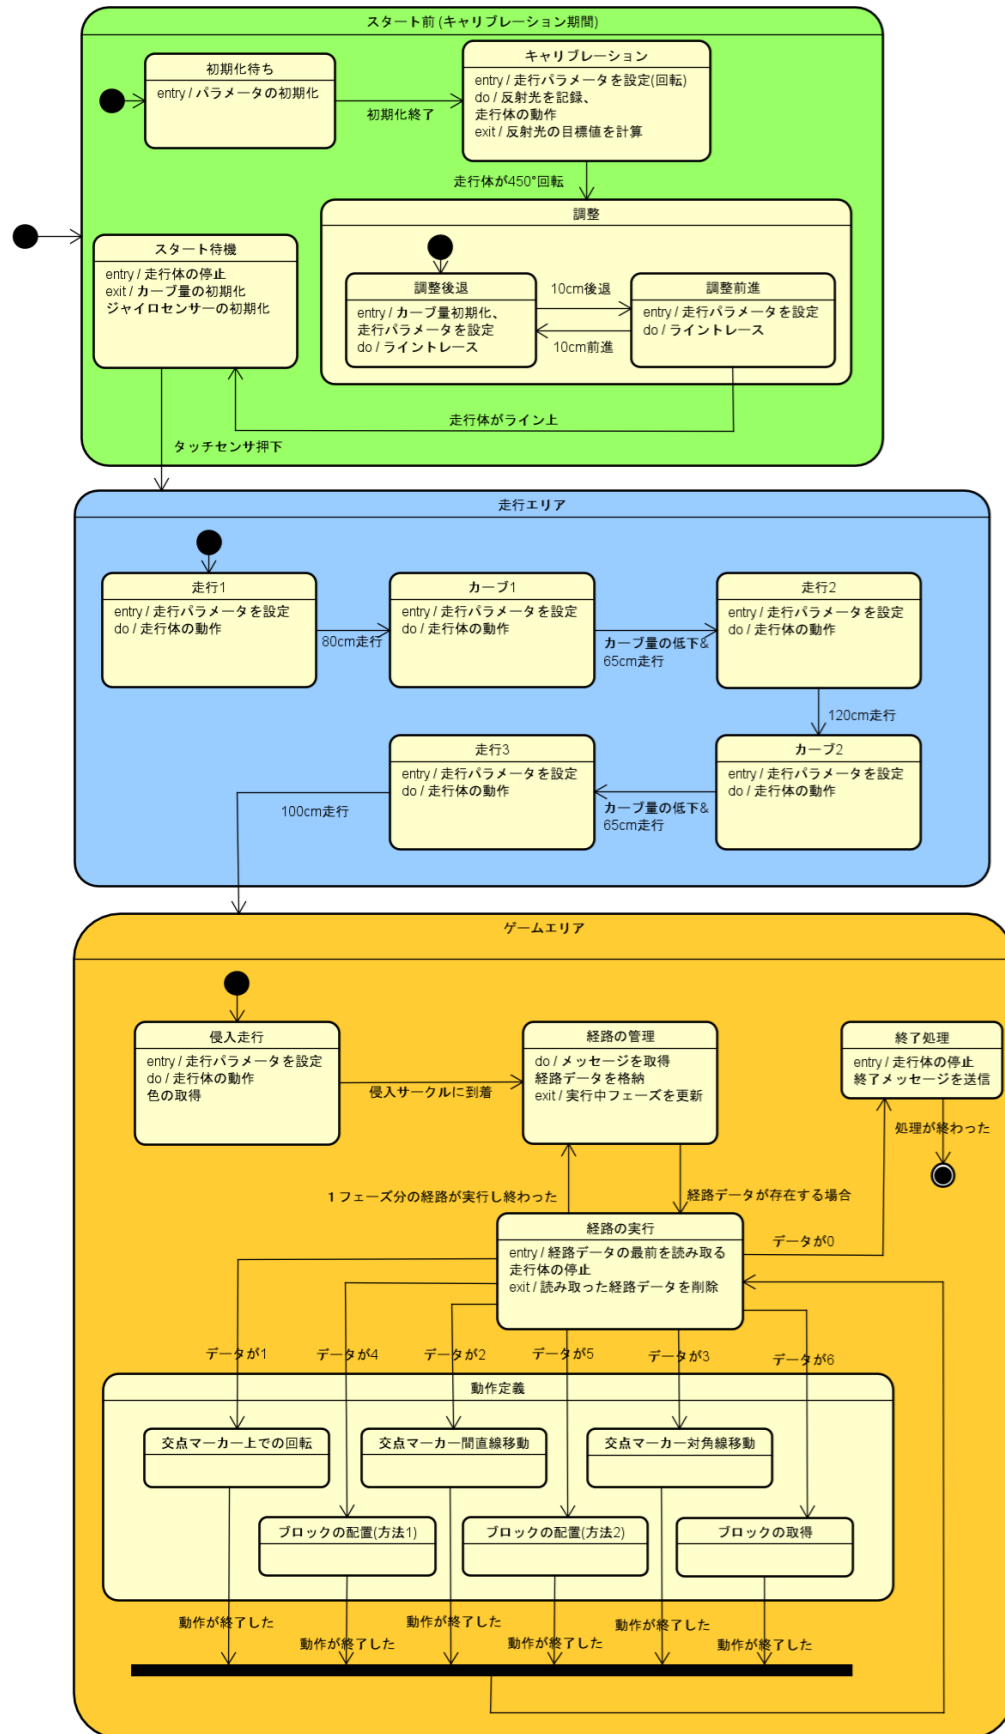 スタート前 (キャリブレーション期間)
初期化待ち
entry / パラメータの初期化
初期化終了
キャリブレーション
entry / 走行パラメータを設定(回転)
do / 反射光を記録、
走行体の動作
exit / 反射光の目標値を計算
走行体が450°回転
調整
調整後退
entry / カーブ量初期化、
走行パラメータを設定
do / ライントレース
10cm後退
10cm前進
調整前進
entry / 走行パラメータを設定
do / ライントレース
スタート待機
entry / 走行体の停止
exit / カーブ量の初期化
ジャイロセンサーの初期化
走行体がライン上
タッチセンサ押下
走行エリア
走行1
entry / 走行パラメータを設定
do / 走行体の動作
80cm走行
カーブ1
entry / 走行パラメータを設定
do / 走行体の動作
カーブ量の低下&
65cm走行
走行2
entry / 走行パラメータを設定
do / 走行体の動作
120cm走行
カーブ2
entry / 走行パラメータを設定
do / 走行体の動作
カーブ量の低下&
65cm走行
走行3
entry / 走行パラメータを設定
do / 走行体の動作
100cm走行
ゲームエリア
侵入走行
entry / 走行パラメータを設定
do / 走行体の動作
色の取得
侵入サークルに到着
経路の管理
do / メッセージを取得
経路データを格納
exit / 実行中フェーズを更新
終了処理
entry / 走行体の停止
終了メッセージを送信
処理が終わった
1 フェーズ分の経路が実行し終わった
経路データが存在する場合
経路の実行
entry / 経路データの最前を読み取る
走行体の停止
exit / 読み取った経路データを削除
データが0
データが1
データが4
データが2
データが5
データが3
データが6
動作定義
交点マーカー上での回転
交点マーカー間直線移動
交点マーカー対角線移動
ブロックの配置(方法1)
ブロックの配置(方法2)
ブロックの取得
動作が終了した
動作が終了した
動作が終了した
動作が終了した
動作が終了した
動作が終了した